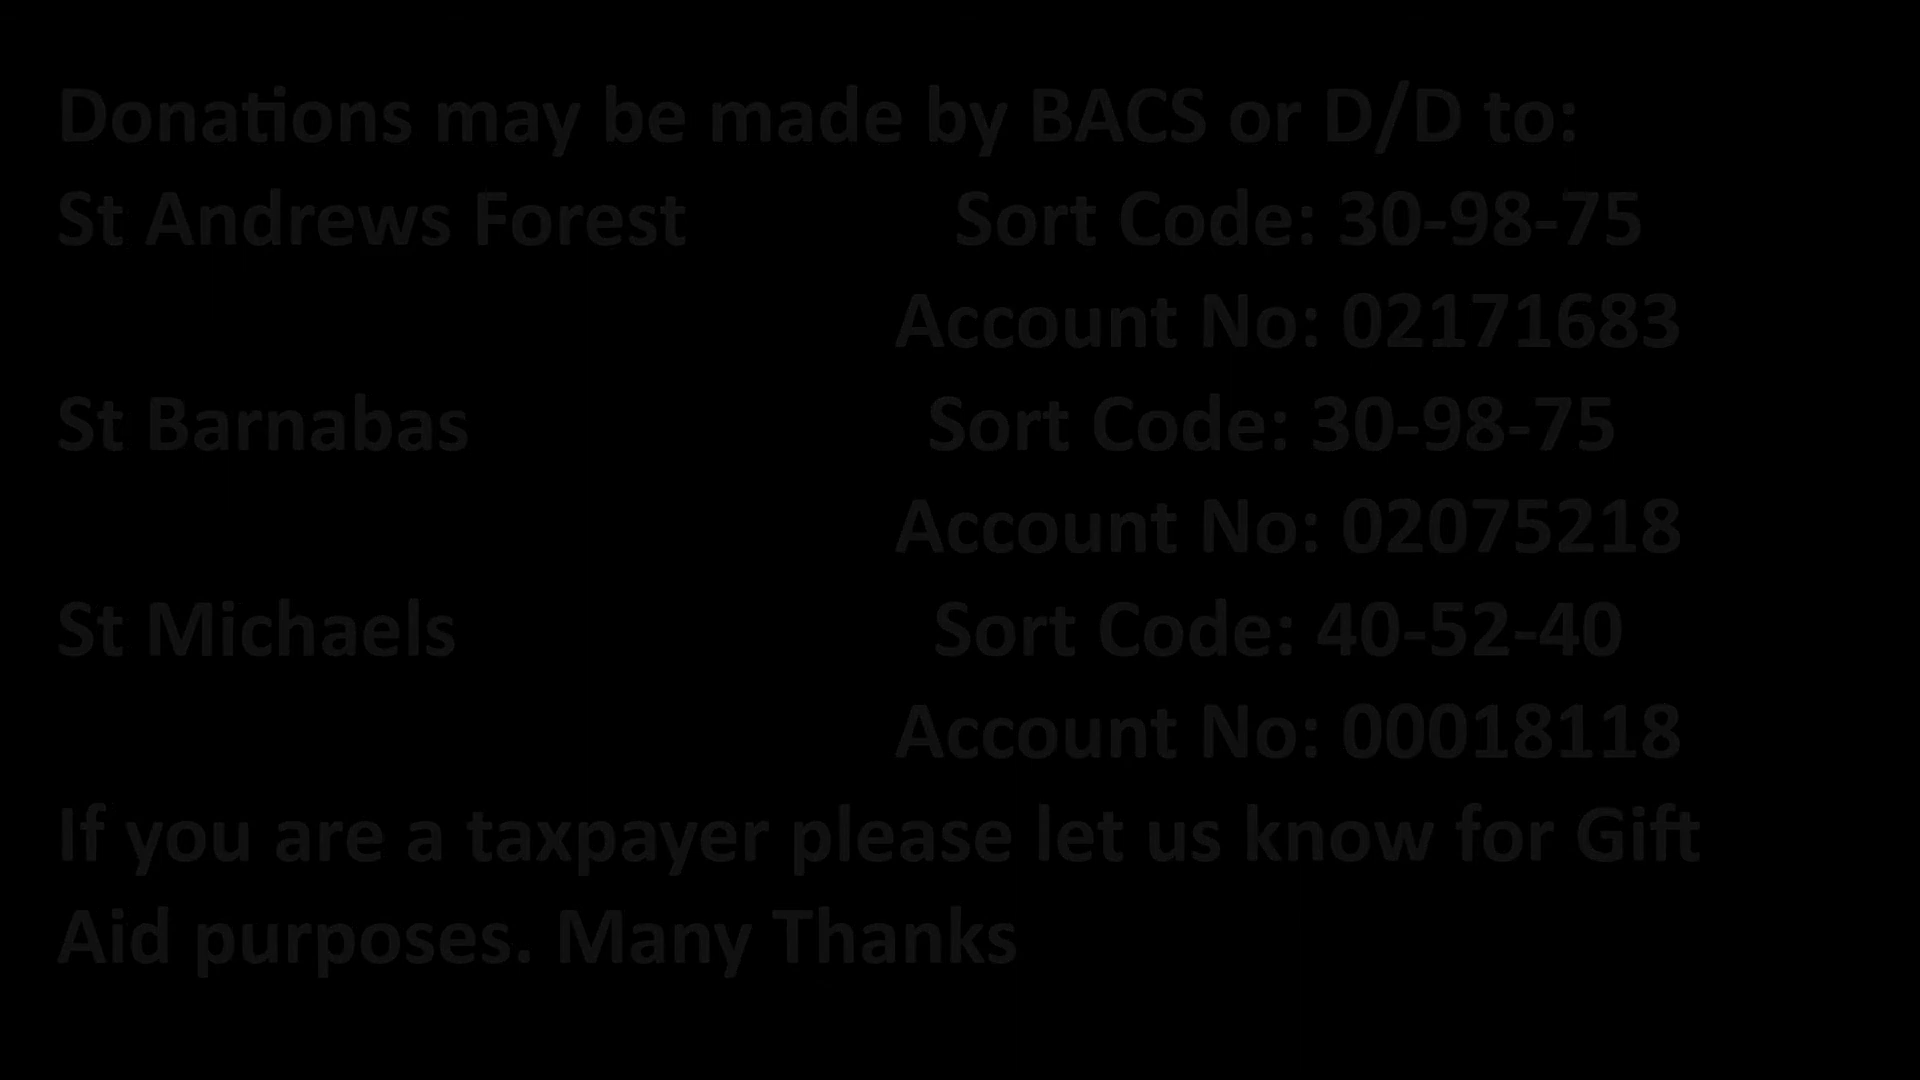 Donations may be made by BACS or D/D to:
St Andrews Forest Sort Code: 30-98-75
Account No: 02171683
St Barnabas Sort Code: 30-98-75
Account No: 02075218
St Michaels Sort Code: 40-52-40
Account No: 00018118
If you are a taxpayer please let us know for Gift
Aid purposes. Many Thanks